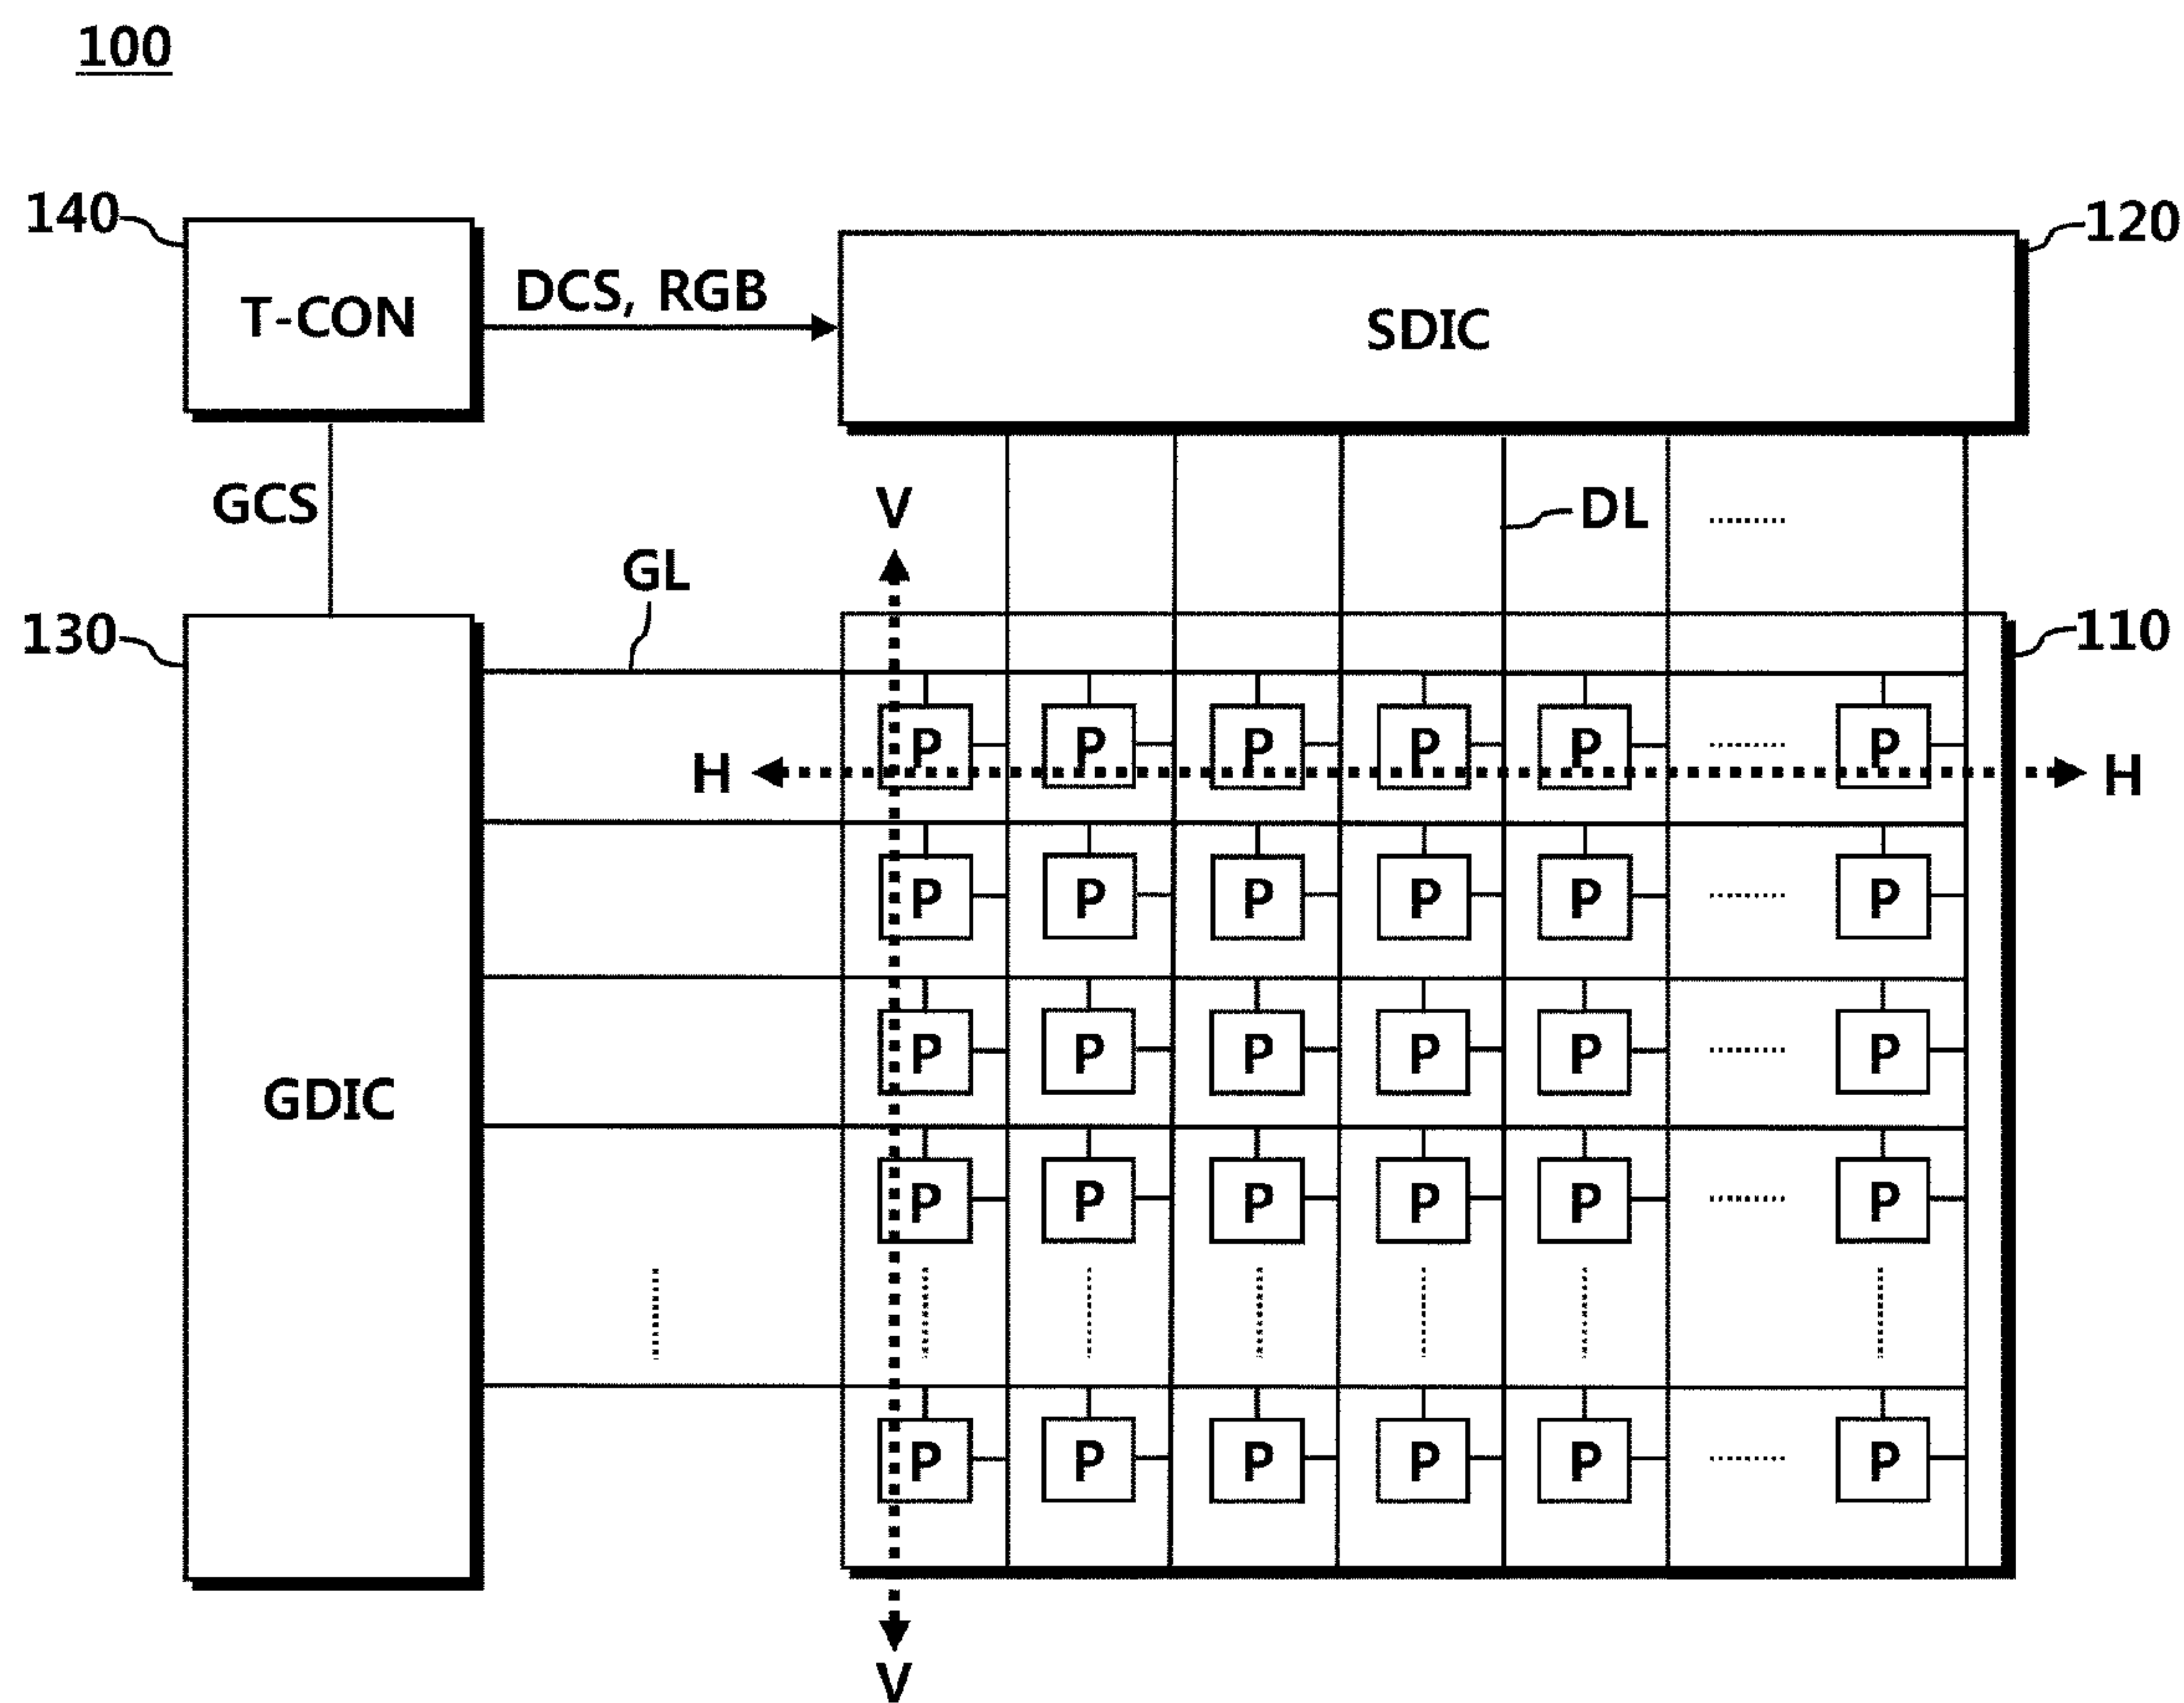 100
140
T-CON
DCS, RGB
SDIC
120
GCS
V
DL
GL
130
110
P P P P P P
H H
P P P P P P
P P P P P P
GDIC
P P P P P P
P P P P P P
V